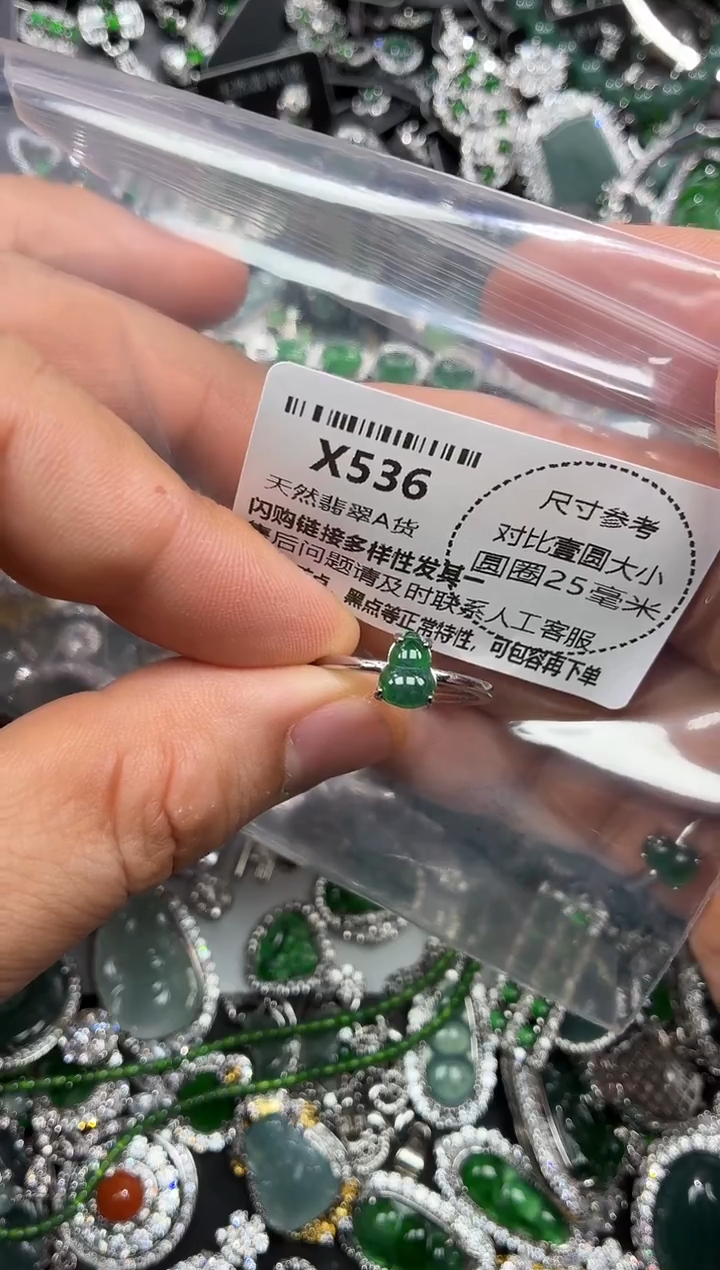 X536
天然翡翠A货
闪购链接多样性发其一
售后问题请及时联系人工客服
点、黑点等正常特性，可包容再下单
尺寸参考
对比壹圆大小
圆圈25毫米